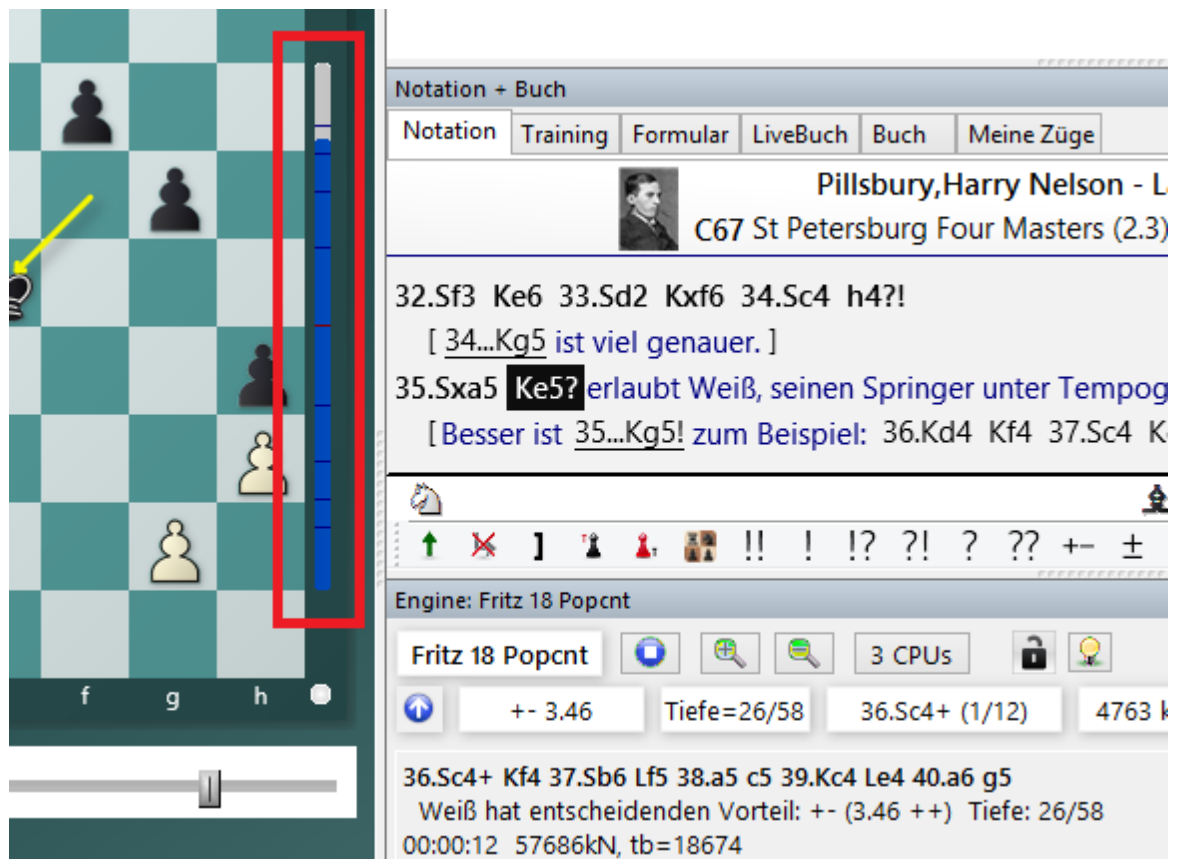 Notation + Buch
Notation Training Formular LiveBuch Buch Meine Züge
Pillsbury,Harry Nelson - L
C67 St Petersburg Four Masters (2.3)
32.Sf3 Ke6 33.Sd2 Kxf6 34.Sc4 h4?!
[ 34...Kg5 ist viel genauer. ]
35.Sxa5 Ke5? erlaubt Weiß, seinen Springer unter Tempog
[ Besser ist 35...Kg5! zum Beispiel: 36.Kd4 Kf4 37.Sc4 K
] !! ! !? ?! ? ?? +− ±
Engine: Fritz 18 Popcnt
Fritz 18 Popcnt 3 CPUs
f g h
+- 3.46 Tiefe=26/58 36.Sc4+ (1/12) 4763 k
36.Sc4+ Kf4 37.Sb6 Lf5 38.a5 c5 39.Kc4 Le4 40.a6 g5
Weiß hat entscheidenden Vorteil: +- (3.46 ++) Tiefe: 26/58
00:00:12 57686kN, tb=18674